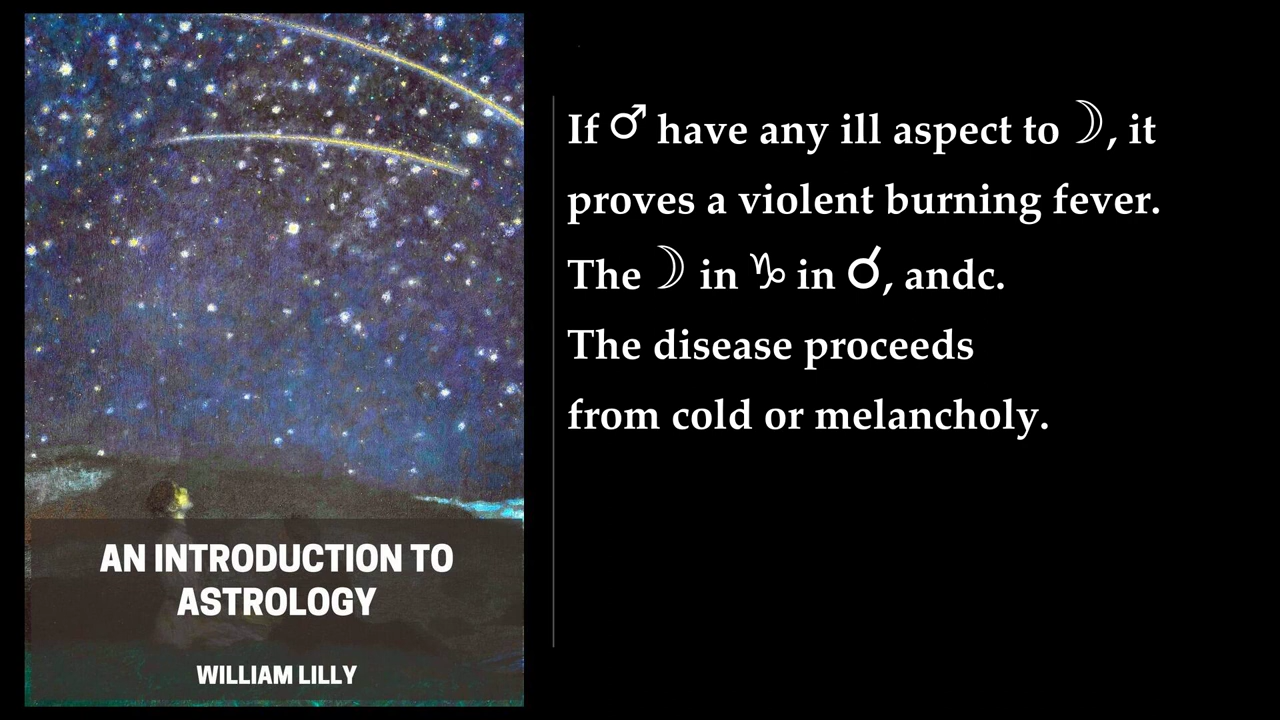 AN INTRODUCTION TO
ASTROLOGY
WILLIAM LILLY
If ♂ have any ill aspect to ☽, it
proves a violent burning fever.
The ☽ in ♑ in ☌, andc.
The disease proceeds
from cold or melancholy.